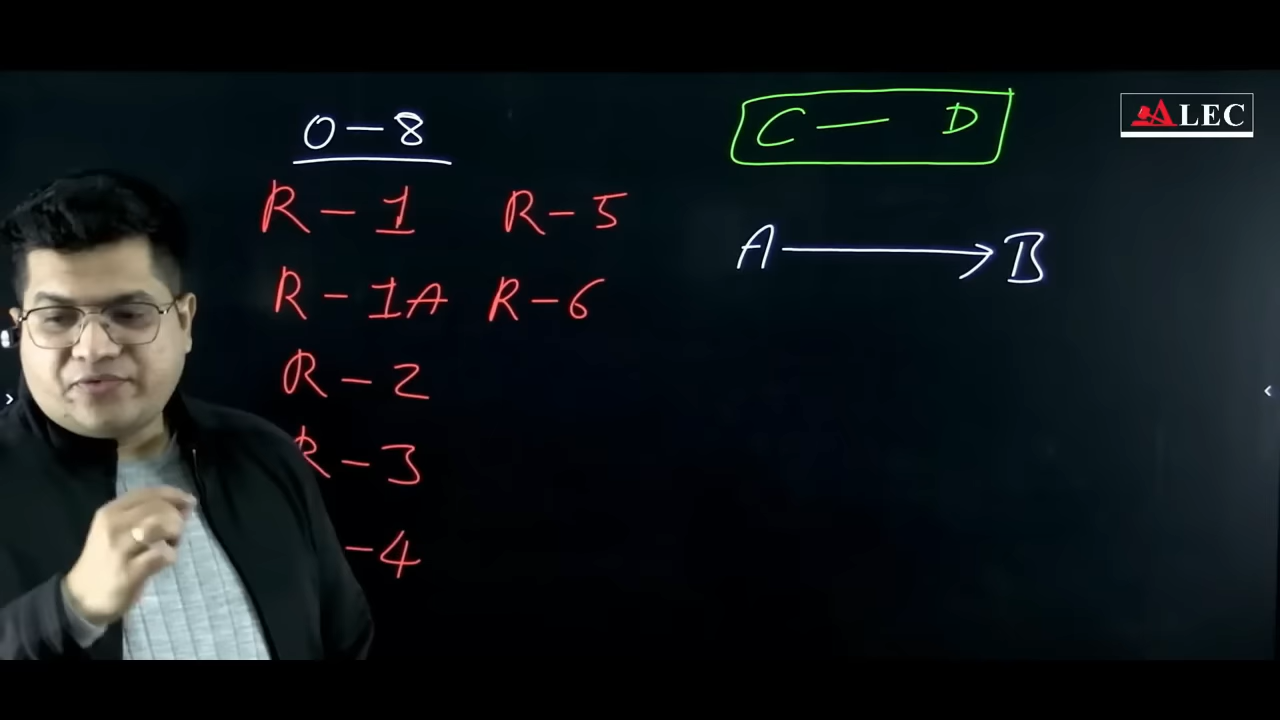 O-8
R-1
R-1A
R-2
R-3
-4
R-5
R-6
C — D
A → B
ALEC